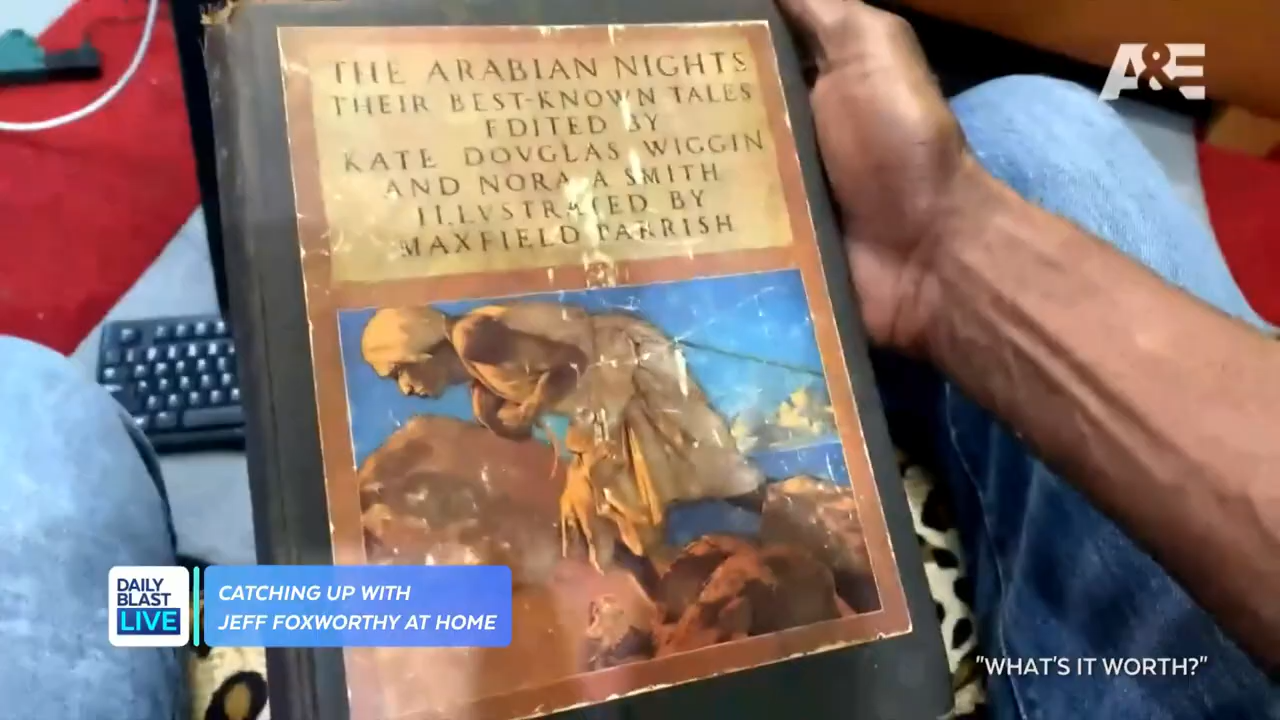 A&E
THE ARABIAN NIGHTS
THEIR BEST-KNOWN TALES
EDITED BY
KATE DOVGLAS WIGGIN
AND NORA A SMITH
ILLVSTRATED BY
MAXFIELD PARRISH
DAILY
BLAST
LIVE
CATCHING UP WITH
JEFF FOXWORTHY AT HOME
"WHAT'S IT WORTH?"